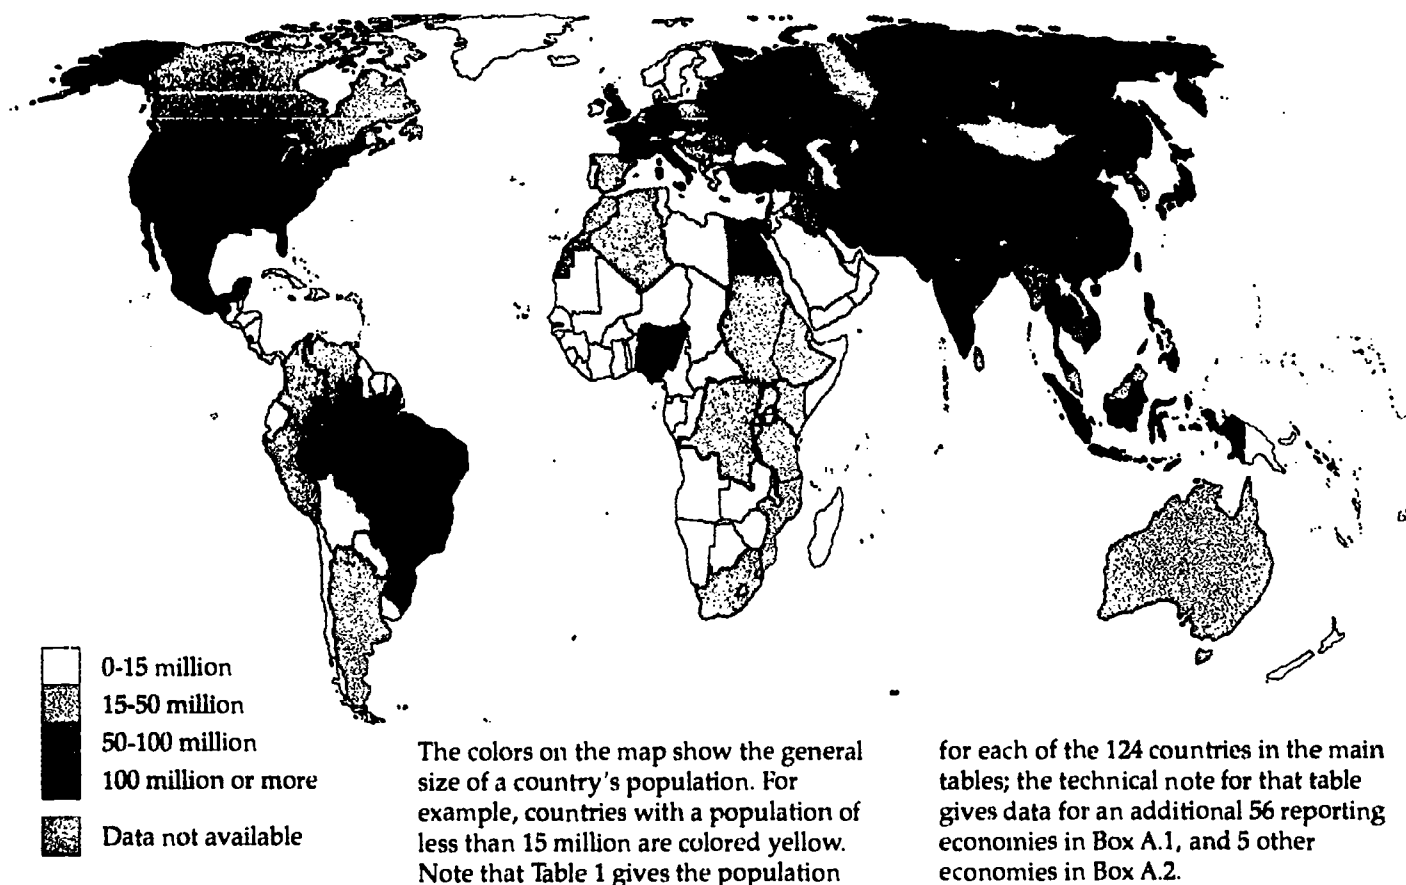 0-15 million
15-50 million
50-100 million
100 million or more
Data not available
The colors on the map show the general
size of a country's population. For
example, countries with a population of
less than 15 million are colored yellow.
Note that Table 1 gives the population
for each of the 124 countries in the main
tables; the technical note for that table
gives data for an additional 56 reporting
economies in Box A.1, and 5 other
economies in Box A.2.